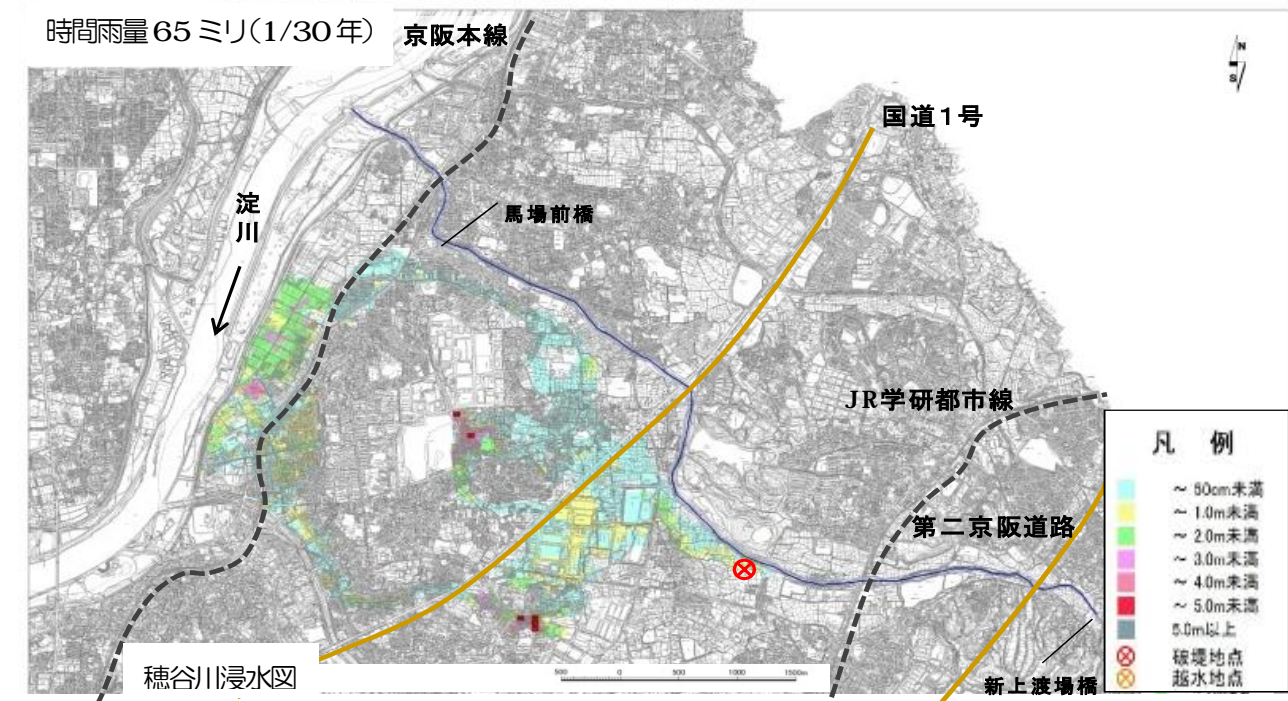 時間雨量65ミリ(1/30年)
京阪本線
N
S
国道1号
淀川
馬場前橋
JR学研都市線
第二京阪道路
凡 例
~ 50cm未満
~ 1.0m未満
~ 2.0m未満
~ 3.0m未満
~ 4.0m未満
~ 5.0m未満
5.0m以上
破堤地点
越水地点
500 0 500 1000 1500m
穂谷川浸水図
新上渡場橋